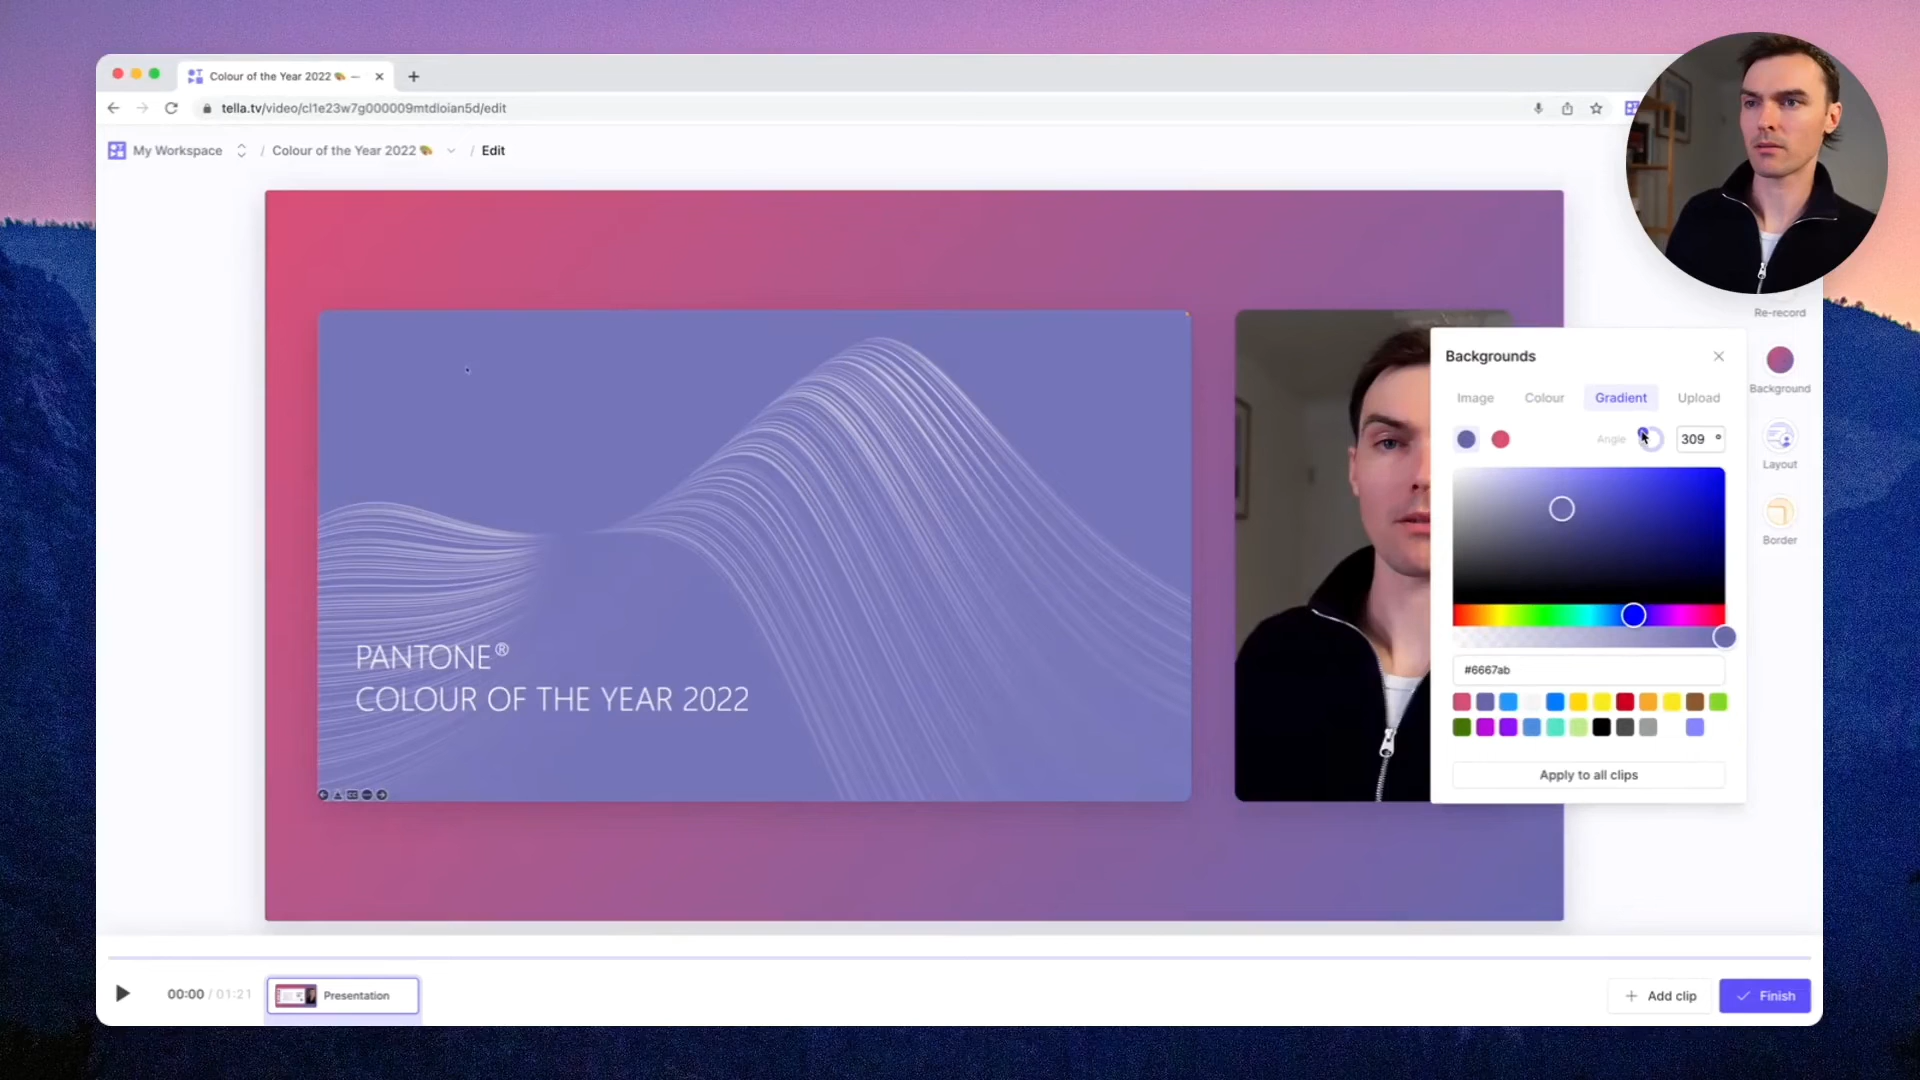 Colour of the Year 2022 🎨 —
tella.tv/video/cl1e23w7g000009mtdloian5d/edit
My Workspace / Colour of the Year 2022 🎨 / Edit
Re-record
Backgrounds
Background
Image Colour Gradient Upload
Angle 309 °
Layout
Border
PANTONE®
COLOUR OF THE YEAR 2022
#6667ab
Apply to all clips
00:00 / 01:21
Presentation
Add clip
Finish